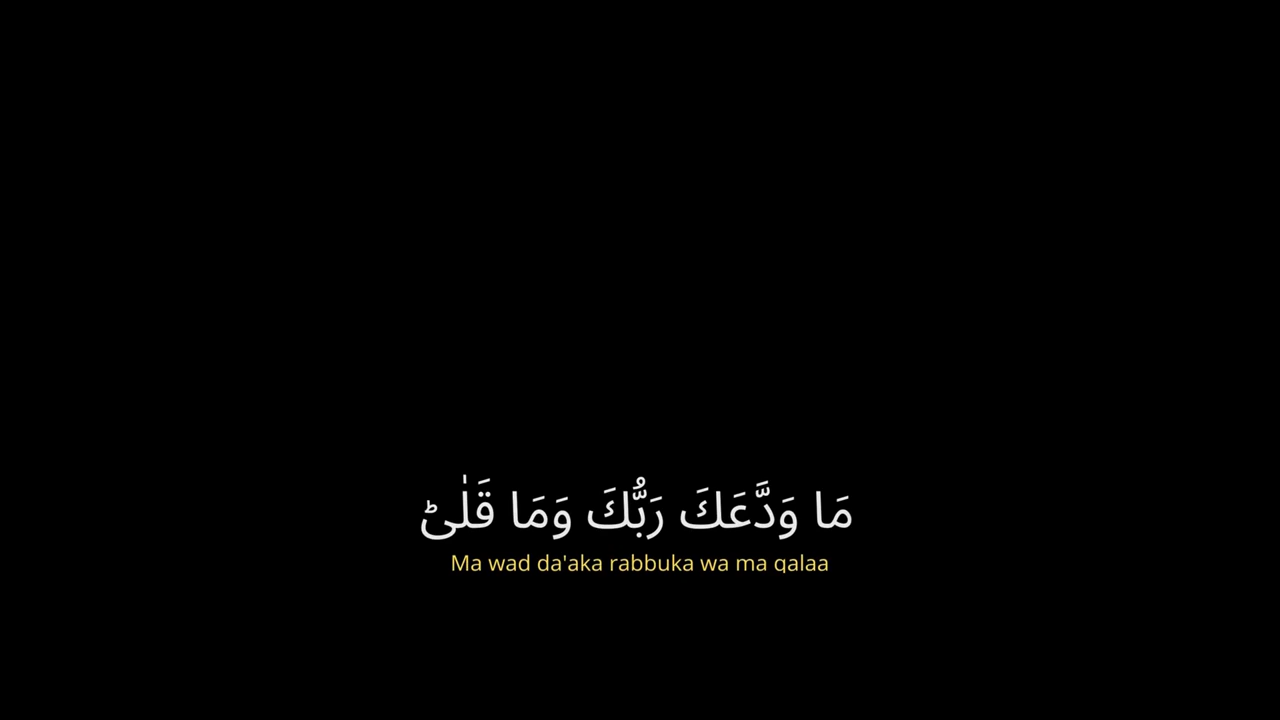 مَا وَدَّعَكَ رَبُّكَ وَمَا قَلٰىؕ
Ma wad da'aka rabbuka wa ma qalaa